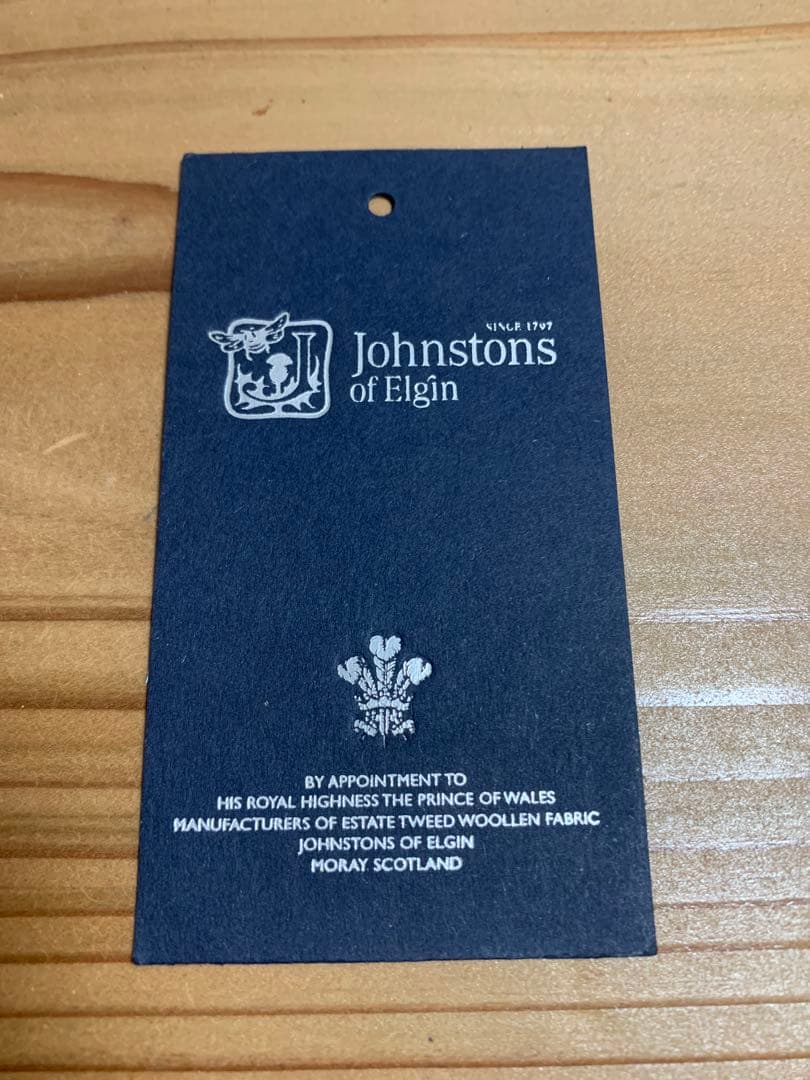 SINCE 1797
Johnstons
of Elgin
BY APPOINTMENT TO
HIS ROYAL HIGHNESS THE PRINCE OF WALES
MANUFACTURERS OF ESTATE TWEED WOOLLEN FABRIC
JOHNSTONS OF ELGIN
MORAY SCOTLAND